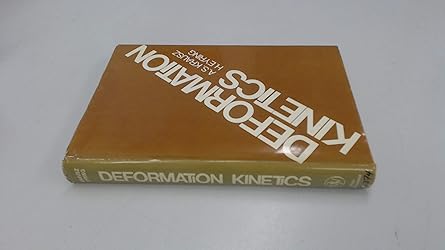 DEFORMATION
KINETICS
A.S. KRAUSZ
H. EYRING
DEFORMATION KINETICS